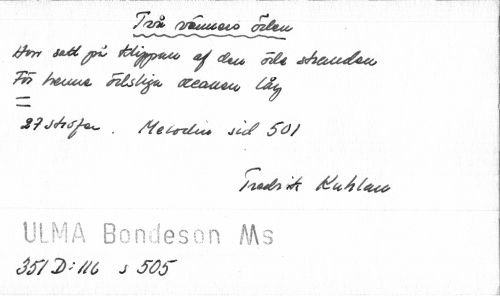 Två vänners öden
Hon satt på klippan af den öde stranden
För henne ödsliga oceanen låg
=
27 strofer. Melodin sid 501
Fredrik Kuhlau
ULMA Bondeson Ms
351 D:116 s 505